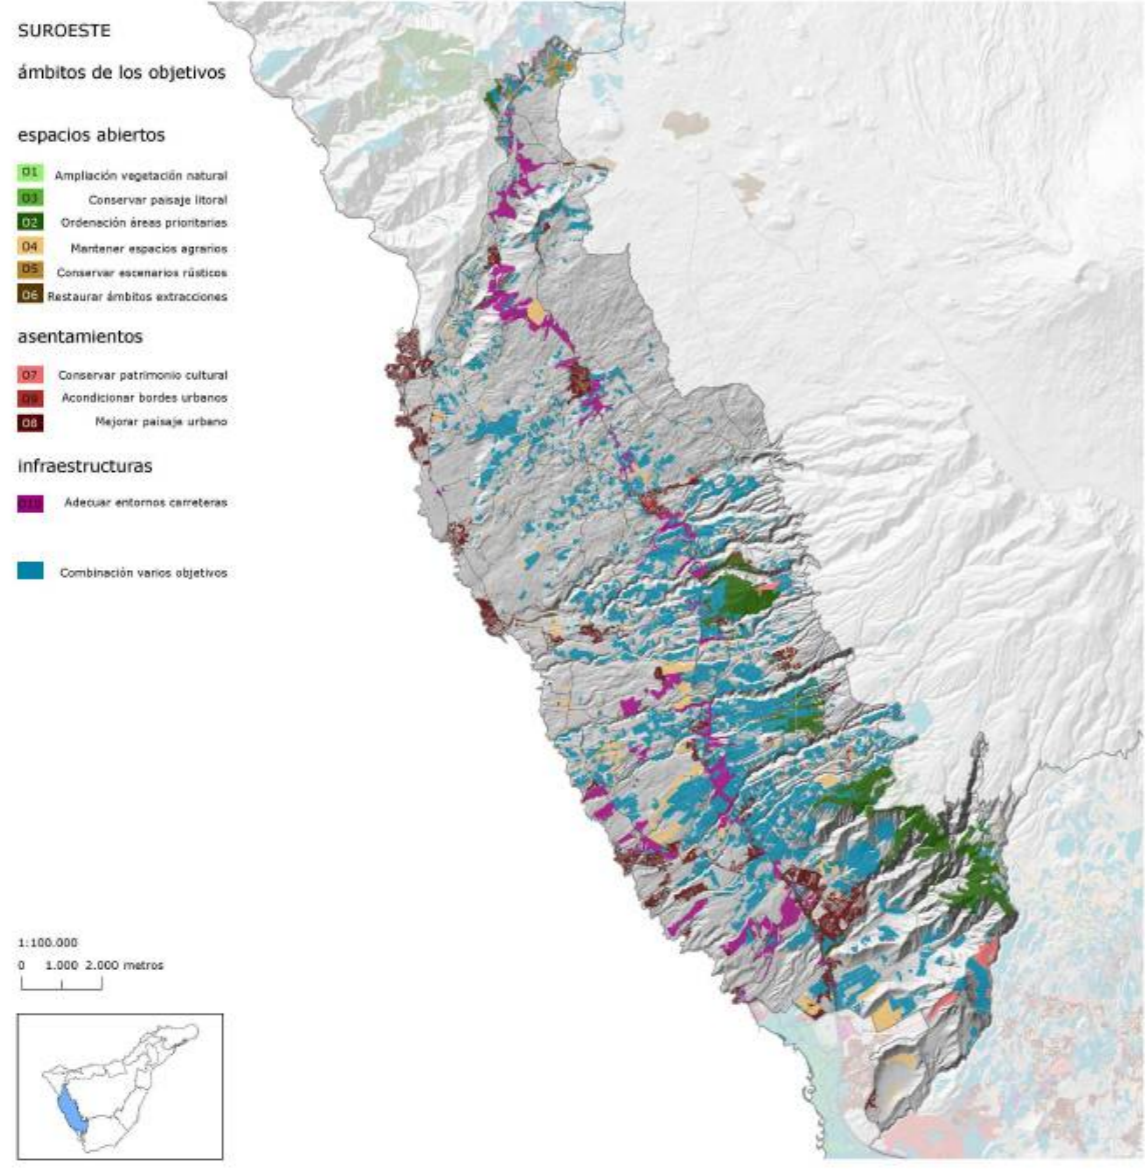 SUROESTE
ámbitos de los objetivos
espacios abiertos
O1 Ampliación vegetación natural
O3 Conservar paisaje litoral
O2 Ordenación áreas prioritarias
O4 Mantener espacios agrarios
O5 Conservar escenarios rústicos
O6 Restaurar ámbitos extracciones
asentamientos
O7 Conservar patrimonio cultural
O9 Acondicionar bordes urbanos
O8 Mejorar paisaje urbano
infraestructuras
O10 Adecuar entornos carreteras
Combinación varios objetivos
1:100.000
0 1.000 2.000 metros